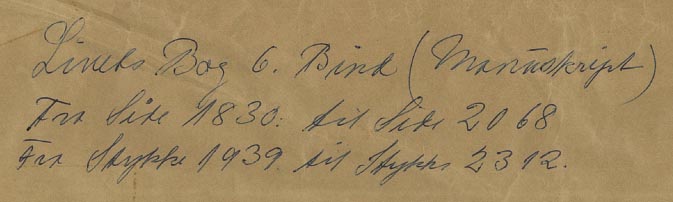 Livets Bog 6. Bind (Manuskript)
Fra Side 1830: til Side 2068
Fra Stykke 1939. til Stykke 2312.